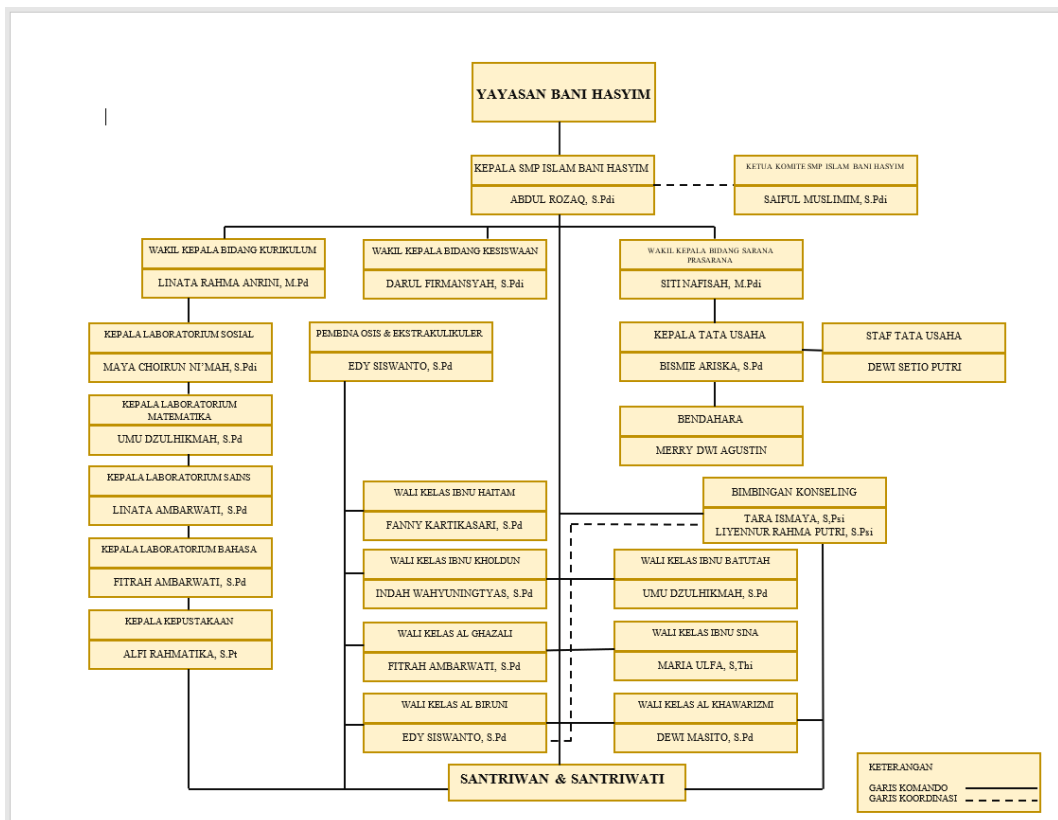 YAYASAN BANI HASYIM
KEPALA SMP ISLAM BANI HASYIM
ABDUL ROZAQ, S.Pdi
KETUA KOMITE SMP ISLAM BANI HASYIM
SAIFUL MUSLIMIM, S.Pdi
WAKIL KEPALA BIDANG KURIKULUM
LINATA RAHMA ANRINI, M.Pd
WAKIL KEPALA BIDANG KESISWAAN
DARUL FIRMANSYAH, S.Pdi
WAKIL KEPALA BIDANG SARANA
PRASARANA
SITI NAFISAH, M.Pdi
KEPALA LABORATORIUM SOSIAL
MAYA CHOIRUN NI’MAH, S.Pdi
PEMBINA OSIS & EKSTRAKULIKULER
EDY SISWANTO, S.Pd
KEPALA TATA USAHA
BISMIE ARISKA, S.Pd
STAF TATA USAHA
DEWI SETIO PUTRI
KEPALA LABORATORIUM
MATEMATIKA
UMU DZULHIKMAH, S.Pd
BENDAHARA
MERRY DWI AGUSTIN
KEPALA LABORATORIUM SAINS
LINATA AMBARWATI, S.Pd
WALI KELAS IBNU HAITAM
FANNY KARTIKASARI, S.Pd
BIMBINGAN KONSELING
TARA ISMAYA, S,Psi
LIYENNUR RAHMA PUTRI, S.Psi
KEPALA LABORATORIUM BAHASA
FITRAH AMBARWATI, S.Pd
WALI KELAS IBNU KHOLDUN
INDAH WAHYUNINGTYAS, S.Pd
WALI KELAS IBNU BATUTAH
UMU DZULHIKMAH, S.Pd
KEPALA KEPUSTAKAAN
ALFI RAHMATIKA, S.Pt
WALI KELAS AL GHAZALI
FITRAH AMBARWATI, S.Pd
WALI KELAS IBNU SINA
MARIA ULFA, S,Thi
WALI KELAS AL BIRUNI
EDY SISWANTO, S.Pd
WALI KELAS AL KHAWARIZMI
DEWI MASITO, S.Pd
SANTRIWAN & SANTRIWATI
KETERANGAN
GARIS KOMANDO
GARIS KOORDINASI